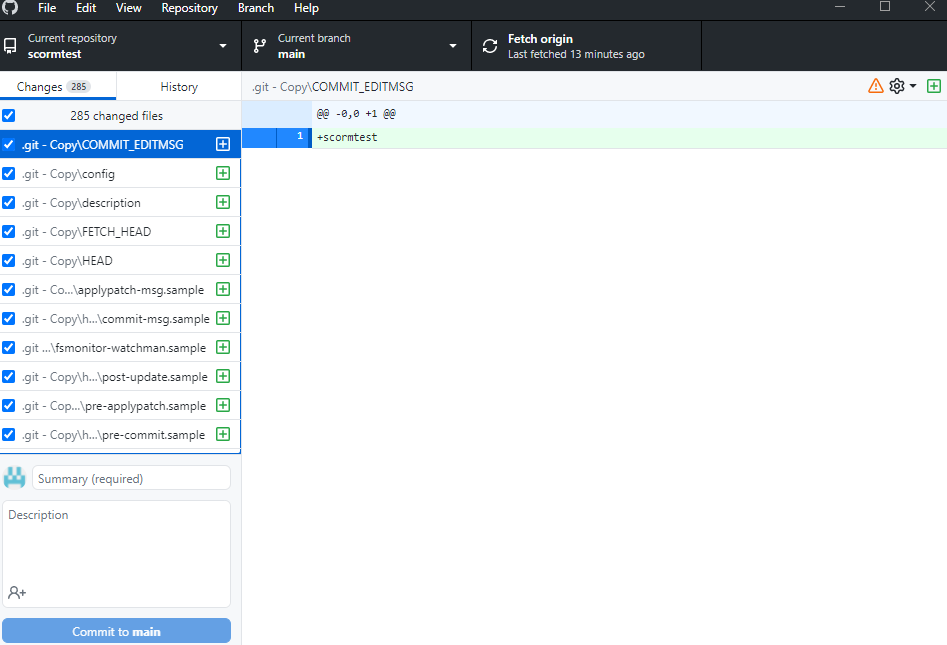 File Edit View Repository Branch Help
Current repository
scormtest
Current branch
main
Fetch origin
Last fetched 13 minutes ago
Changes 285
History
285 changed files
.git - Copy\COMMIT_EDITMSG
.git - Copy\config
.git - Copy\description
.git - Copy\FETCH_HEAD
.git - Copy\HEAD
.git - Co...\applypatch-msg.sample
.git - Copy\h...\commit-msg.sample
.git ...\fsmonitor-watchman.sample
.git - Copy\h...\post-update.sample
.git - Cop...\pre-applypatch.sample
.git - Copy\h...\pre-commit.sample
Summary (required)
Description
Commit to main
.git - Copy\COMMIT_EDITMSG
@@ -0,0 +1 @@
1 +scormtest